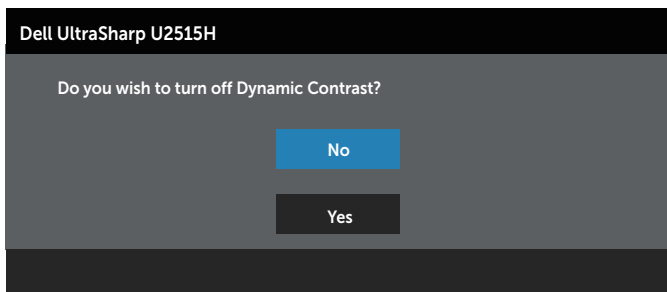 Dell UltraSharp U2515H
Do you wish to turn off Dynamic Contrast?
No
Yes